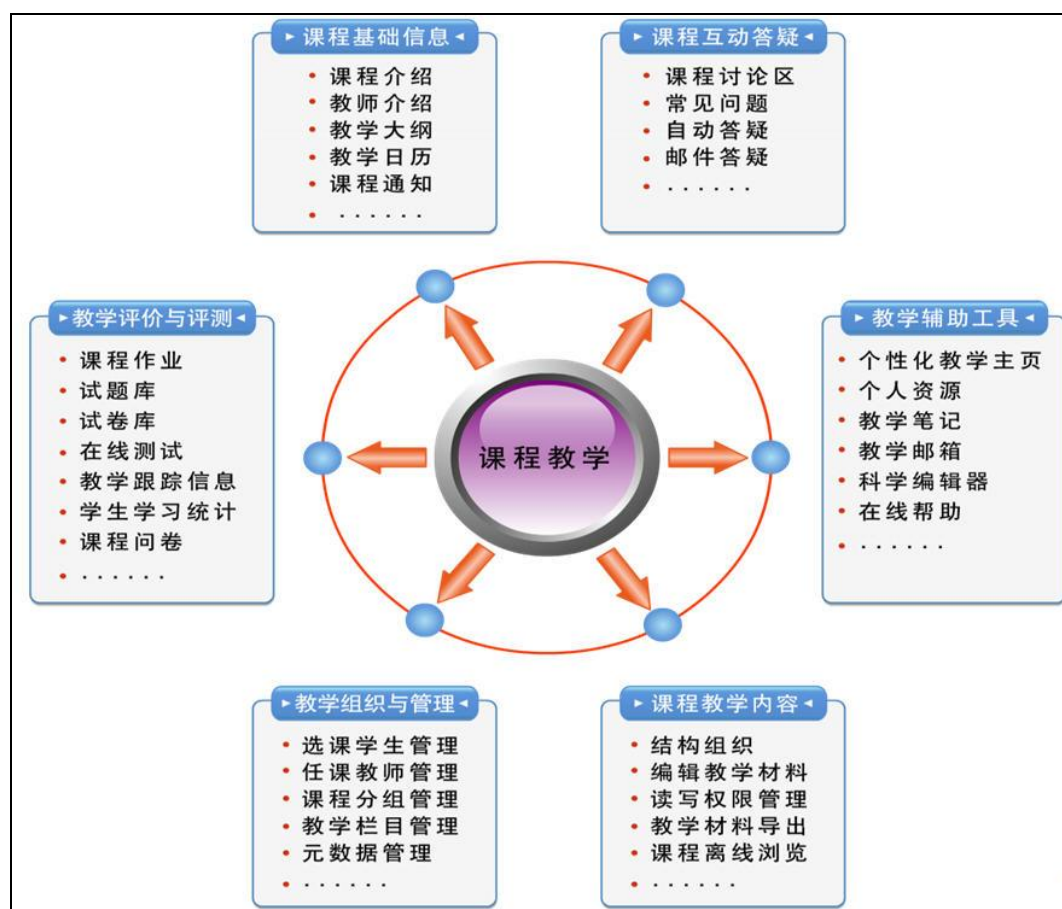 课程基础信息
课程介绍
教师介绍
教学大纲
教学日历
课程通知
······
课程互动答疑
课程讨论区
常见问题
自动答疑
邮件答疑
······
教学评价与评测
课程作业
试题库
试卷库
在线测试
教学跟踪信息
学生学习统计
课程问卷
······
课程教学
教学辅助工具
个性化教学主页
个人资源
教学笔记
教学邮箱
科学编辑器
在线帮助
······
教学组织与管理
选课学生管理
任课教师管理
课程分组管理
教学栏目管理
元数据管理
······
课程教学内容
结构组织
编辑教学材料
读写权限管理
教学材料导出
课程离线浏览
······